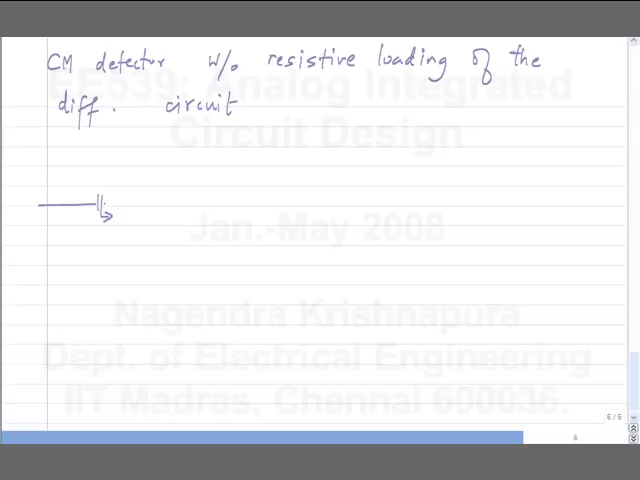 CM detector w/o resistive loading of the
diff. circuit
EE539: Analog Integrated
Circuit Design
Jan.-May 2008
Nagendra Krishnapura
Dept. of Electrical Engineering
IIT Madras, Chennai 600036.
6/6
6